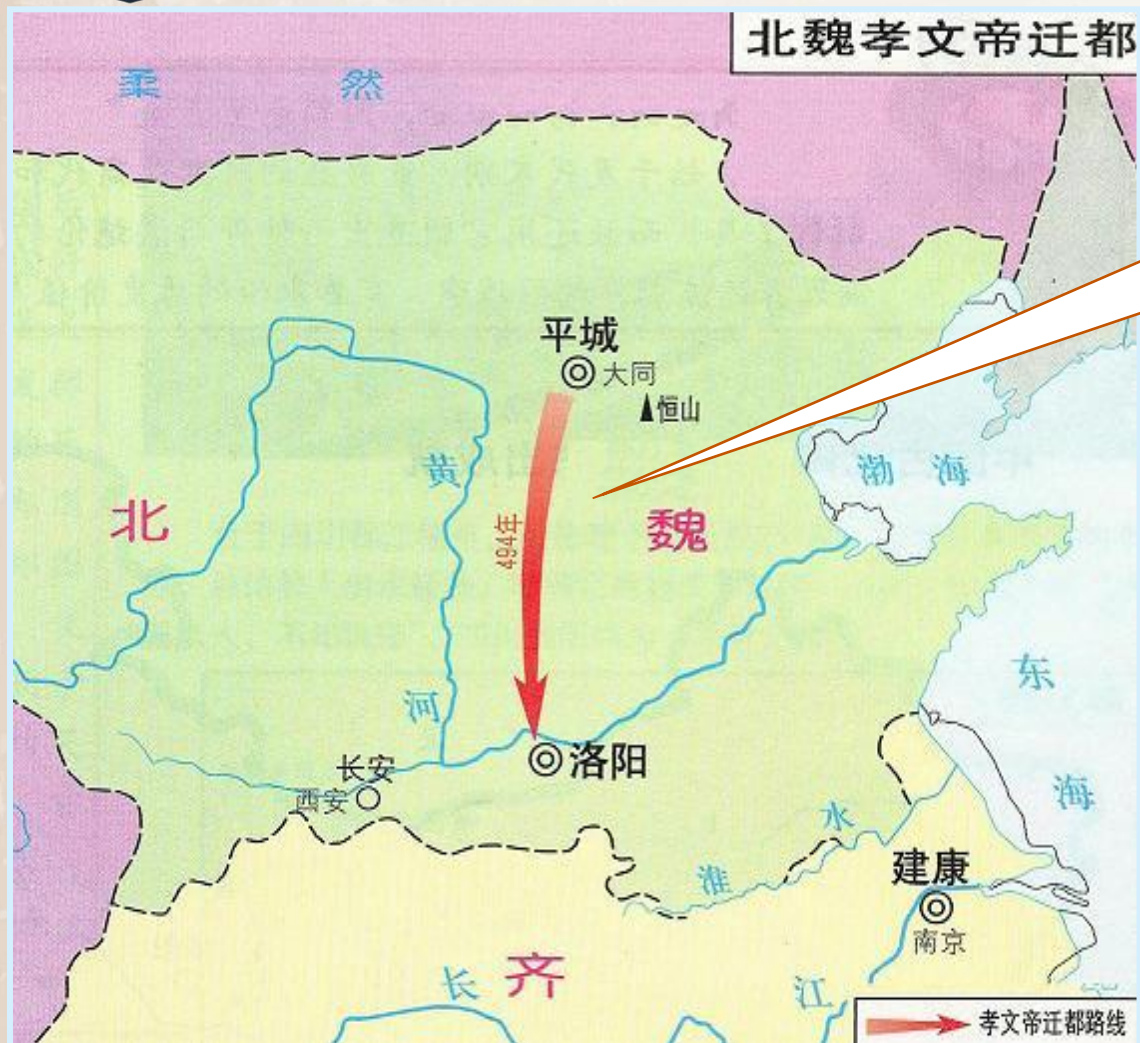 北魏孝文帝迁都
柔然
平城
大同
恒山
渤海
黄河
北魏
494年
洛阳
长安
西安
东海
淮水
建康
南京
齐
长江
孝文帝迁都路线